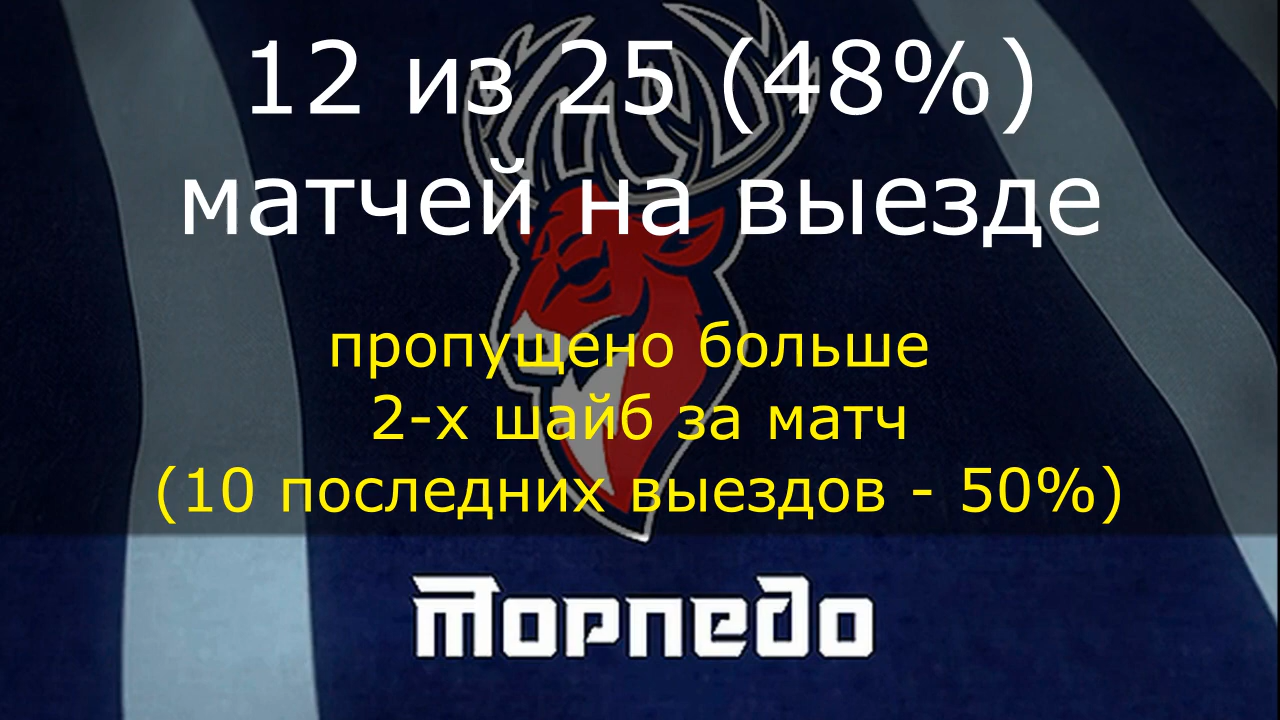 12 из 25 (48%)
матчей на выезде
пропущено больше
2-х шайб за матч
(10 последних выездов - 50%)
Торпедо